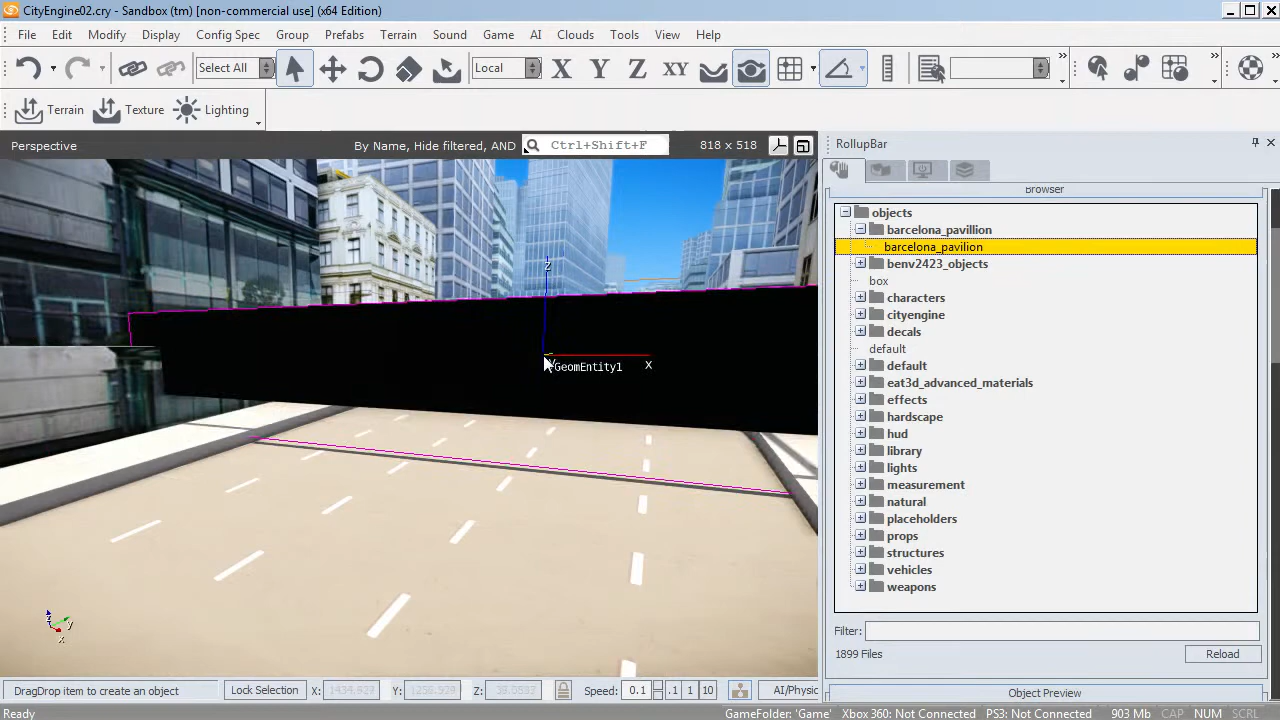 CityEngine02.cry - Sandbox (tm) [non-commercial use] (x64 Edition)
File Edit Modify Display Config Spec Group Prefabs Terrain Sound Game AI Clouds Tools View Help
Select All Local X Y Z XY
Terrain Texture Lighting
Perspective By Name, Hide filtered, AND Ctrl+Shift+F 818 x 518
RollupBar
Browser
objects
barcelona_pavillion
barcelona_pavilion
benv2423_objects
box
characters
cityengine
decals
default
default
eat3d_advanced_materials
effects
hardscape
hud
library
lights
measurement
natural
placeholders
props
structures
vehicles
weapons
z
GeomEntity1 x
z y x
Filter:
1899 Files Reload
Object Preview
DragDrop item to create an object Lock Selection X: Y: Z: Speed: 0.1 .1 1 10 AI/Physic
Ready GameFolder: 'Game' Xbox 360: Not Connected PS3: Not Connected 903 Mb CAP NUM SCRL